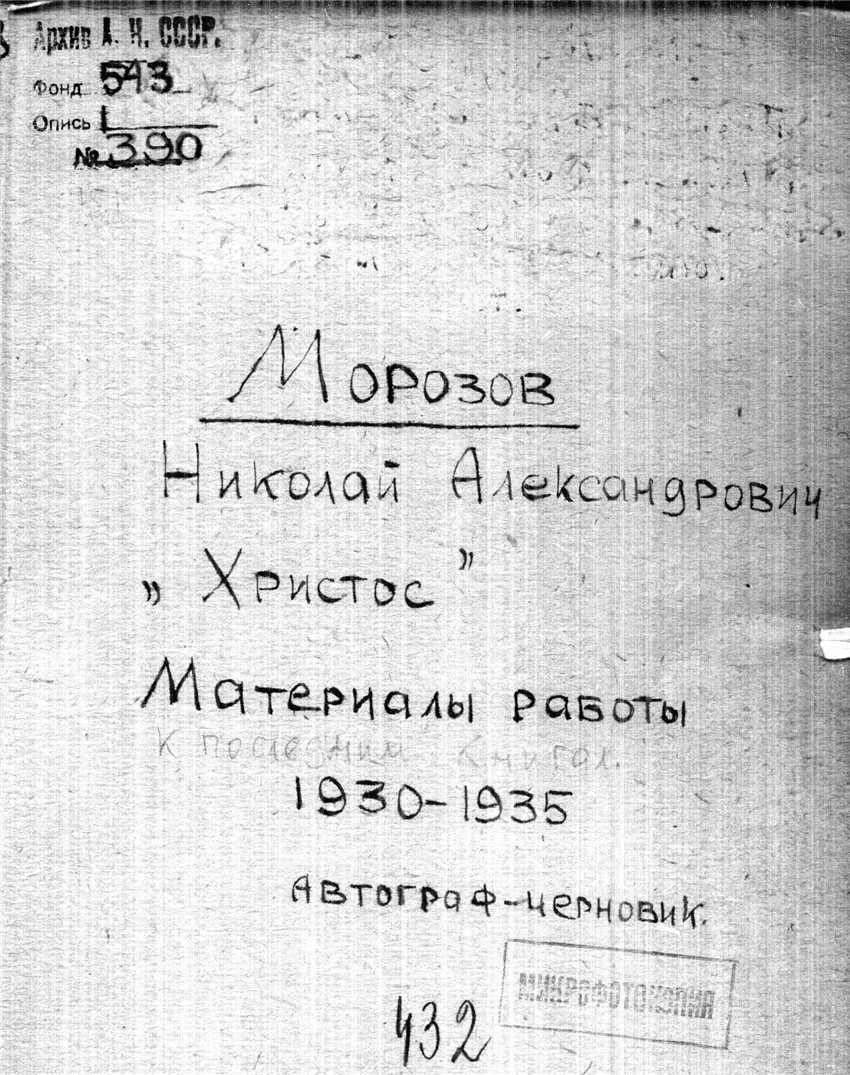 Архив А. Н. СССР.
Фонд 543
Опись 1
№ 390
Морозов
Николай Александрович
„Христос”
Материалы работы
к последним книгам.
1930-1935
Автограф-черновик.
МИКРОФОТОКОПИЯ
432